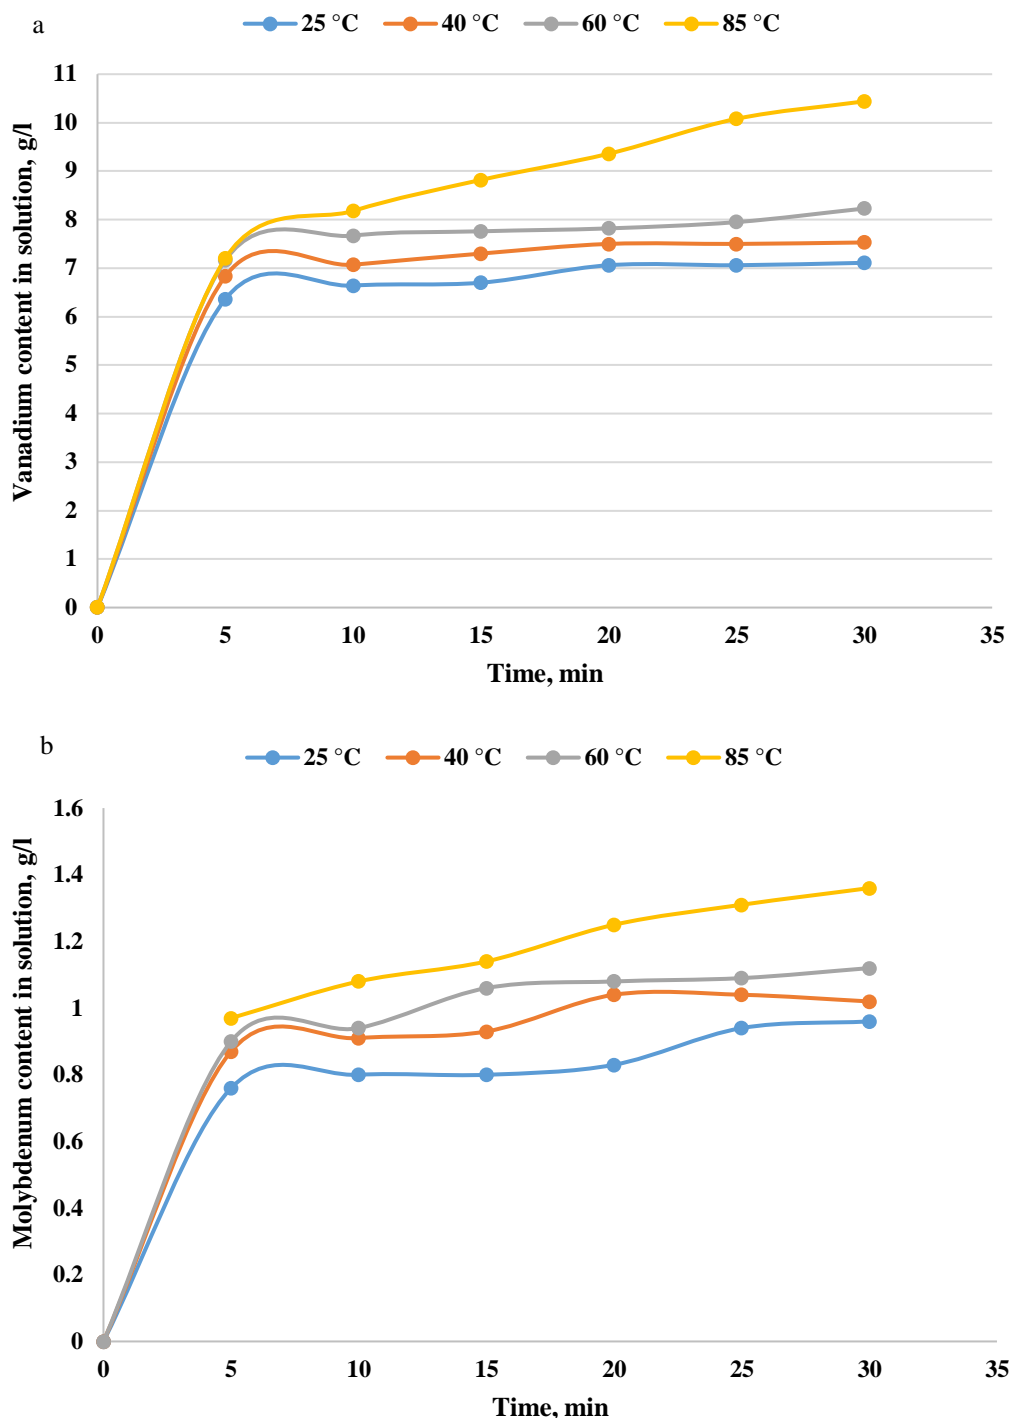 a
25 °C 40 °C 60 °C 85 °C
Vanadium content in solution, g/l
11
10
9
8
7
6
5
4
3
2
1
0
0 5 10 15 20 25 30 35
Time, min
b
25 °C 40 °C 60 °C 85 °C
Molybdenum content in solution, g/l
1.6
1.4
1.2
1
0.8
0.6
0.4
0.2
0
0 5 10 15 20 25 30 35
Time, min